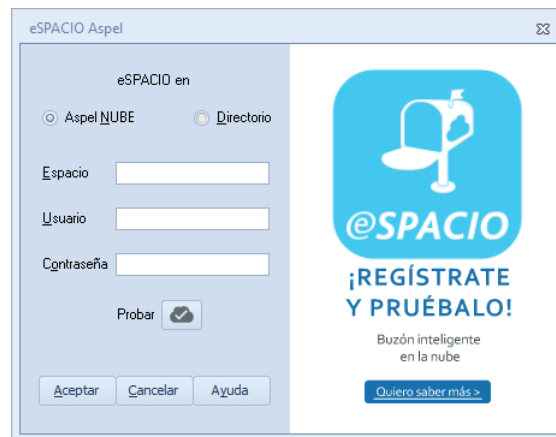 eSPACIO Aspel
eSPACIO en
Aspel NUBE
Directorio
Espacio
Usuario
Contraseña
Probar
Aceptar
Cancelar
Ayuda
@SPACIO
¡REGÍSTRATE
Y PRUÉBALO!
Buzón inteligente
en la nube
Quiero saber más >